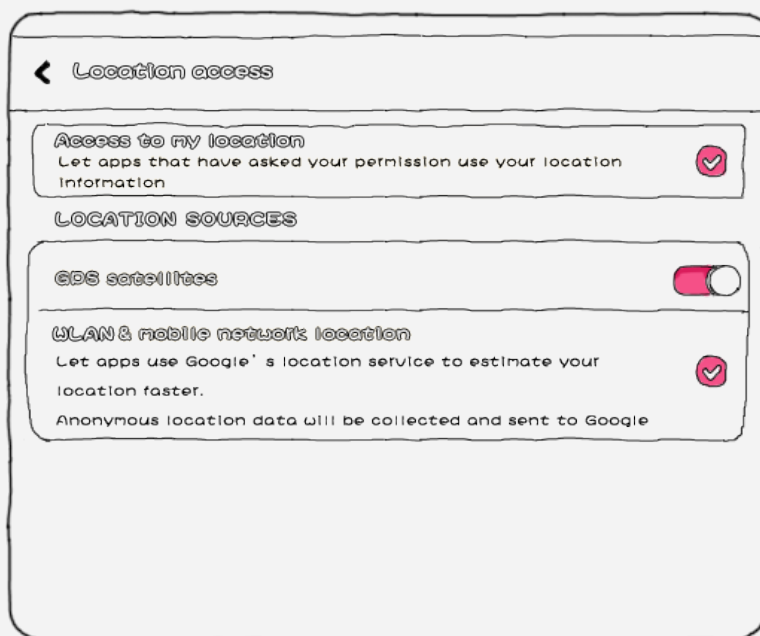 Location access
Access to my location
Let apps that have asked your permission use your location
information
LOCATION SOURCES
GPS satellites
WLAN & mobile network location
Let apps use Google's location service to estimate your
location faster.
Anonymous location data will be collected and sent to Google